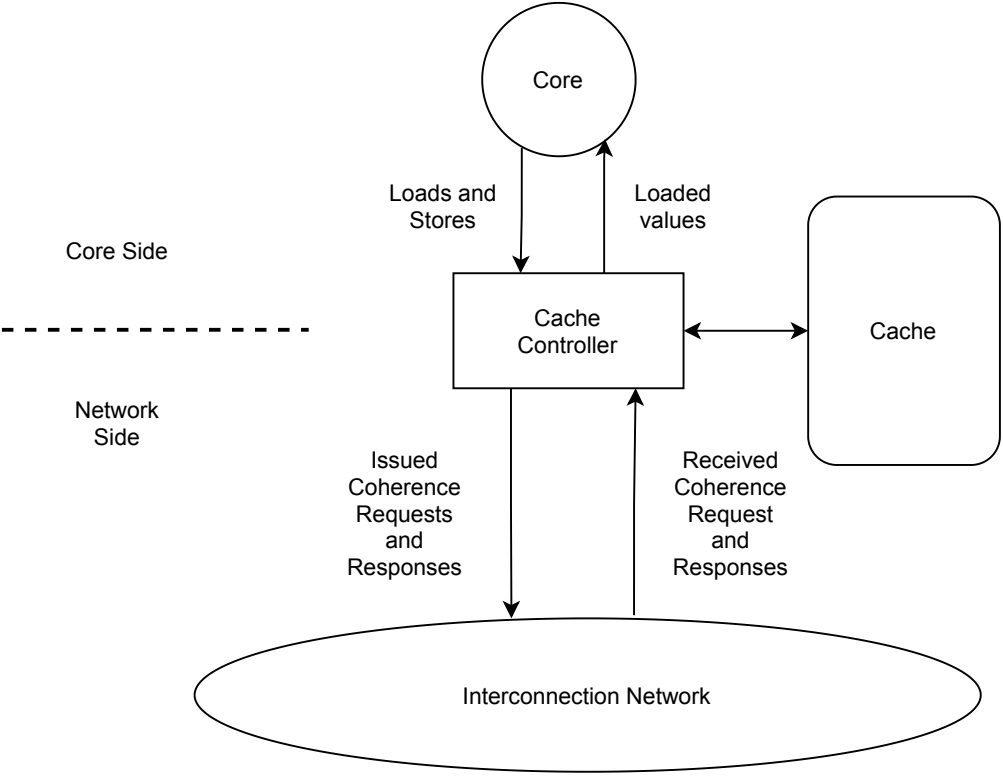 Core
Loads and
Stores
Loaded
values
Core Side
Cache
Controller
Cache
Network
Side
Issued
Coherence
Requests
and
Responses
Received
Coherence
Request
and
Responses
Interconnection Network